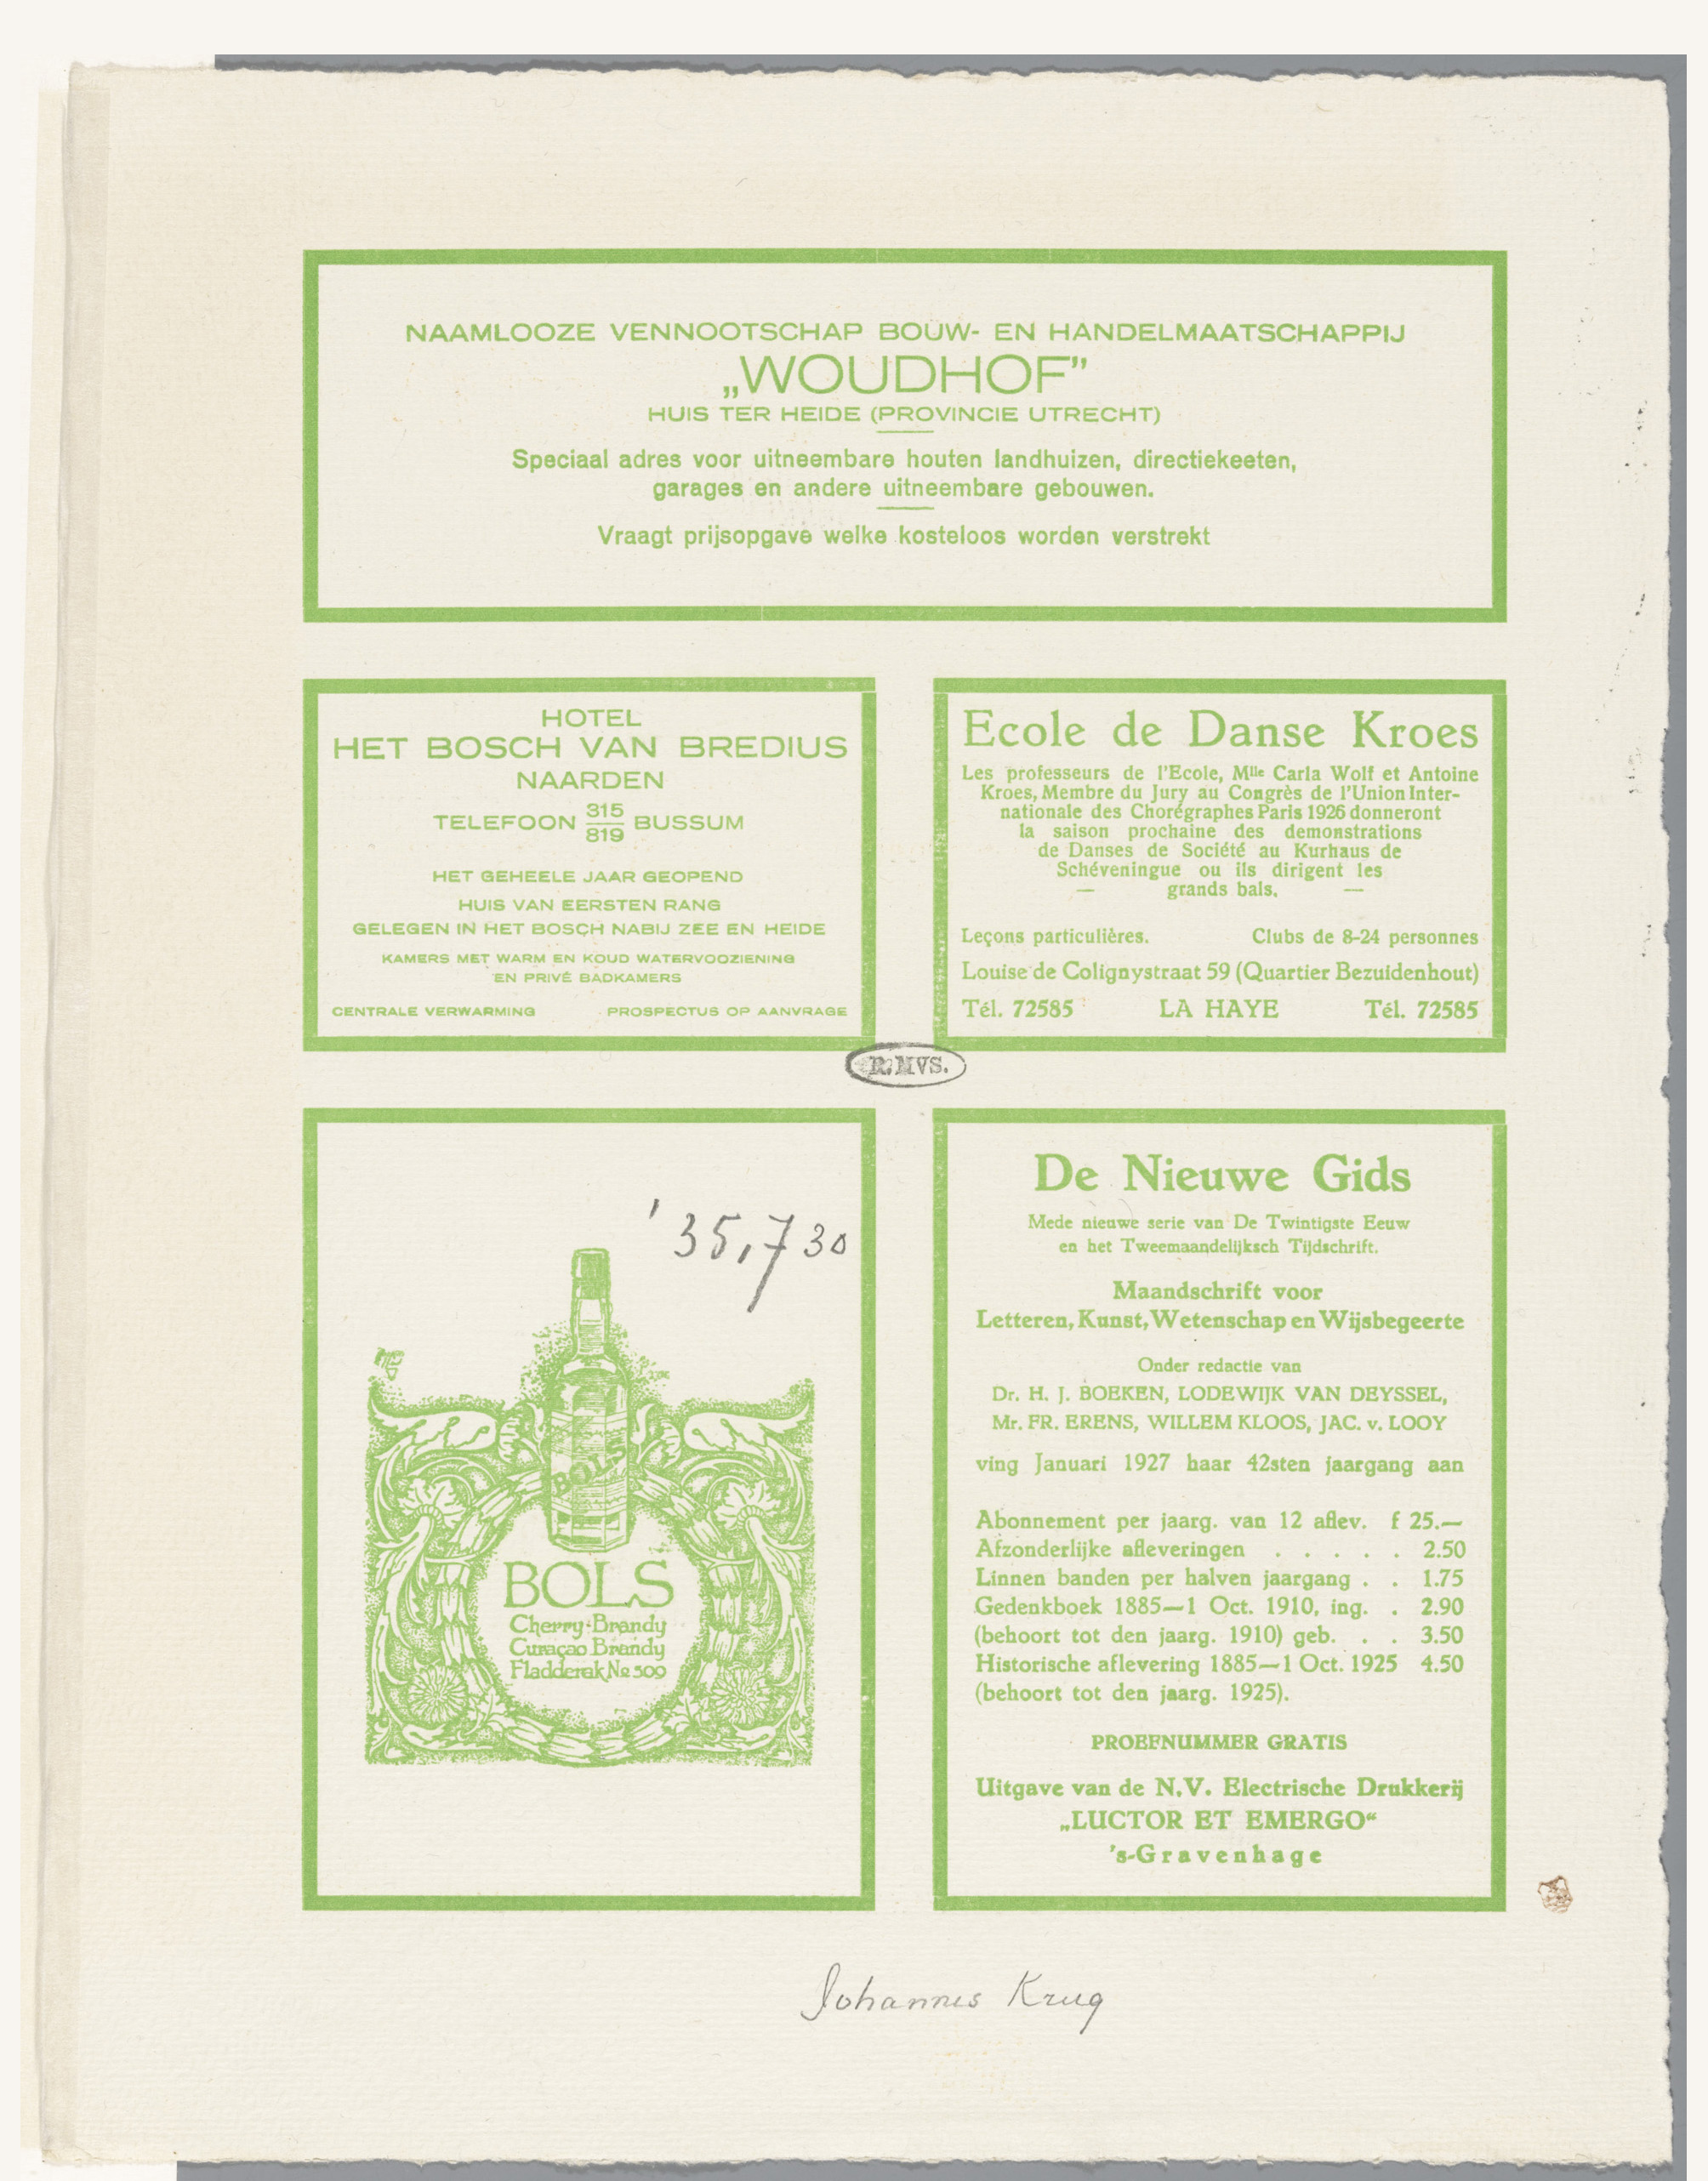 NAAMLOOZE VENNOOTSCHAP BOUW- EN HANDELMAATSCHAPPIJ
„WOUDHOF”
HUIS TER HEIDE (PROVINCIE UTRECHT)
Speciaal adres voor uitneembare houten landhuizen, directiekeeten,
garages en andere uitneembare gebouwen.
Vraagt prijsopgave welke kosteloos worden verstrekt
HOTEL
HET BOSCH VAN BREDIUS
NAARDEN
TELEFOON 315/819 BUSSUM
HET GEHEELE JAAR GEOPEND
HUIS VAN EERSTEN RANG
GELEGEN IN HET BOSCH NABIJ ZEE EN HEIDE
KAMERS MET WARM EN KOUD WATERVOOZIENING
EN PRIVÉ BADKAMERS
CENTRALE VERWARMING PROSPECTUS OP AANVRAGE
Ecole de Danse Kroes
Les professeurs de l'Ecole, Mlle Carla Wolf et Antoine
Kroes, Membre du Jury au Congrès de l'Union Inter-
nationale des Chorégraphes Paris 1926 donneront
la saison prochaine des demonstrations
de Danses de Société au Kurhaus de
Schéveningue ou ils dirigent les
— grands bals. —
Leçons particulières. Clubs de 8-24 personnes
Louise de Colignystraat 59 (Quartier Bezuidenhout)
Tél. 72585 LA HAYE Tél. 72585
R. MVS.
'35,730
BOLS
BOLS
Cherry-Brandy
Curaçao Brandy
Fladderak No 500
De Nieuwe Gids
Mede nieuwe serie van De Twintigste Eeuw
en het Tweemaandelijksch Tijdschrift.
Maandschrift voor
Letteren, Kunst, Wetenschap en Wijsbegeerte
Onder redactie van
Dr. H. J. BOEKEN, LODEWIJK VAN DEYSSEL,
Mr. FR. ERENS, WILLEM KLOOS, JAC. v. LOOY
ving Januari 1927 haar 42sten jaargang aan
Abonnement per jaarg. van 12 aflev. f 25.—
Afzonderlijke afleveringen . . . . . 2.50
Linnen banden per halven jaargang . . 1.75
Gedenkboek 1885—1 Oct. 1910, ing. . 2.90
(behoort tot den jaarg. 1910) geb. . . 3.50
Historische aflevering 1885—1 Oct. 1925 4.50
(behoort tot den jaarg. 1925).
PROEFNUMMER GRATIS
Uitgave van de N.V. Electrische Drukkerij
„LUCTOR ET EMERGO“
's-Gravenhage
Johannes Krug